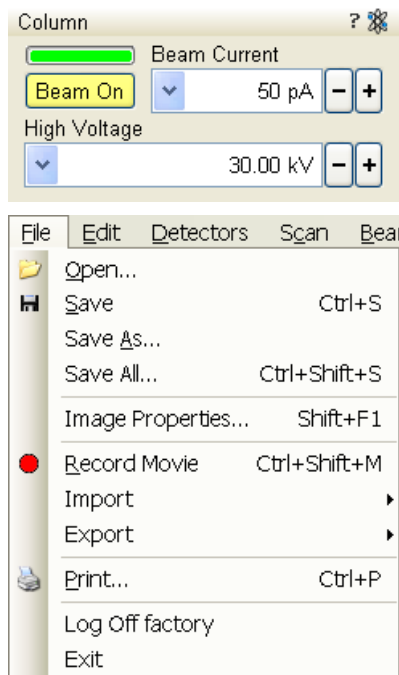 Column ?
Beam Current
Beam On 50 pA - +
High Voltage
30.00 kV - +
File Edit Detectors Scan Bea
Open...
Save Ctrl+S
Save As...
Save All... Ctrl+Shift+S
Image Properties... Shift+F1
Record Movie Ctrl+Shift+M
Import
Export
Print... Ctrl+P
Log Off factory
Exit